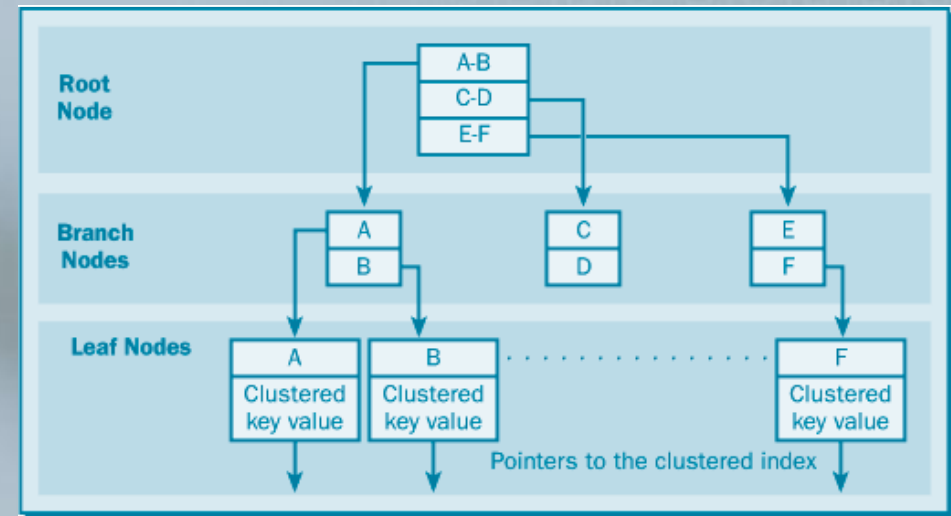 Root
Node
A-B
C-D
E-F
Branch
Nodes
A
B
C
D
E
F
Leaf Nodes
A
Clustered
key value
B
Clustered
key value
F
Clustered
key value
Pointers to the clustered index